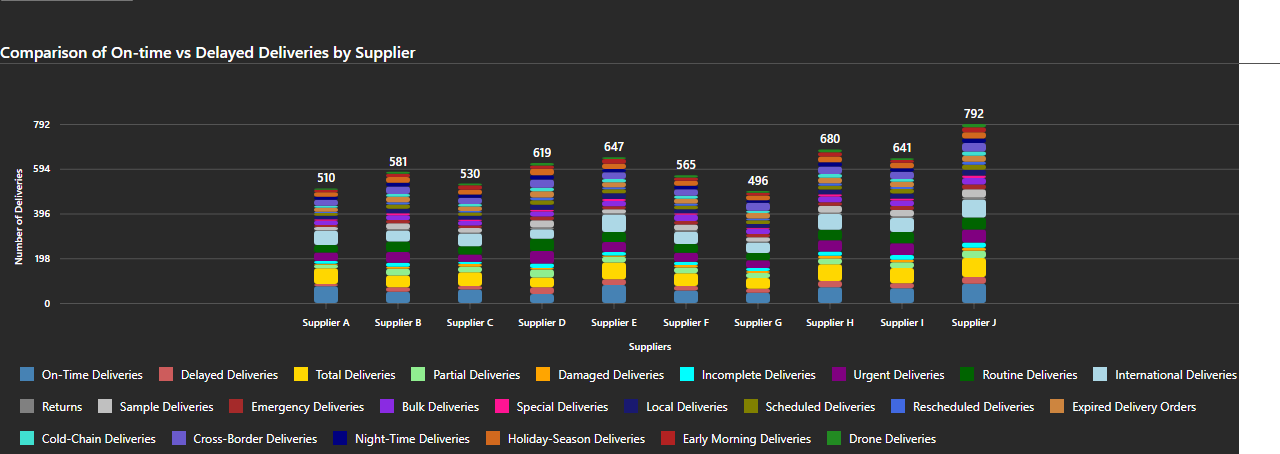 Comparison of On-time vs Delayed Deliveries by Supplier
792
792
680
647
641
619
594
581
565
530
510
496
396
198
0
Number of Deliveries
Supplier A Supplier B Supplier C Supplier D Supplier E Supplier F Supplier G Supplier H Supplier I Supplier J
Suppliers
On-Time Deliveries Delayed Deliveries Total Deliveries Partial Deliveries Damaged Deliveries Incomplete Deliveries Urgent Deliveries Routine Deliveries International Deliveries
Returns Sample Deliveries Emergency Deliveries Bulk Deliveries Special Deliveries Local Deliveries Scheduled Deliveries Rescheduled Deliveries Expired Delivery Orders
Cold-Chain Deliveries Cross-Border Deliveries Night-Time Deliveries Holiday-Season Deliveries Early Morning Deliveries Drone Deliveries